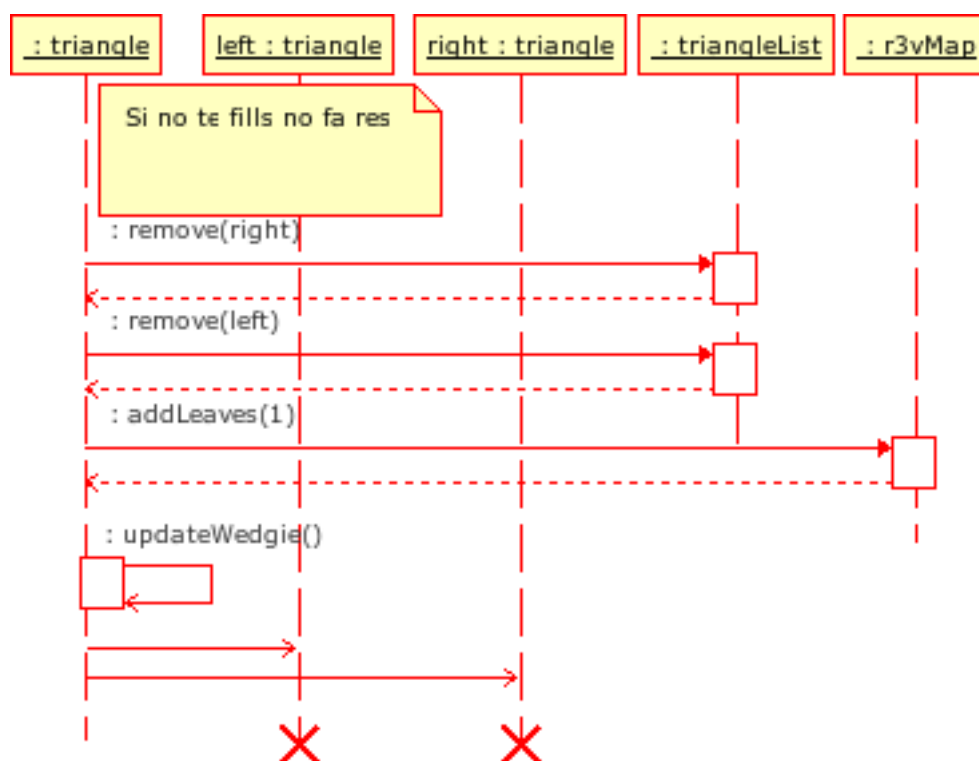 : triangle
left : triangle
right : triangle
: triangleList
: r3vMap
Si no te fills no fa res
: remove(right)
: remove(left)
: addLeaves(1)
: updateWedgie()